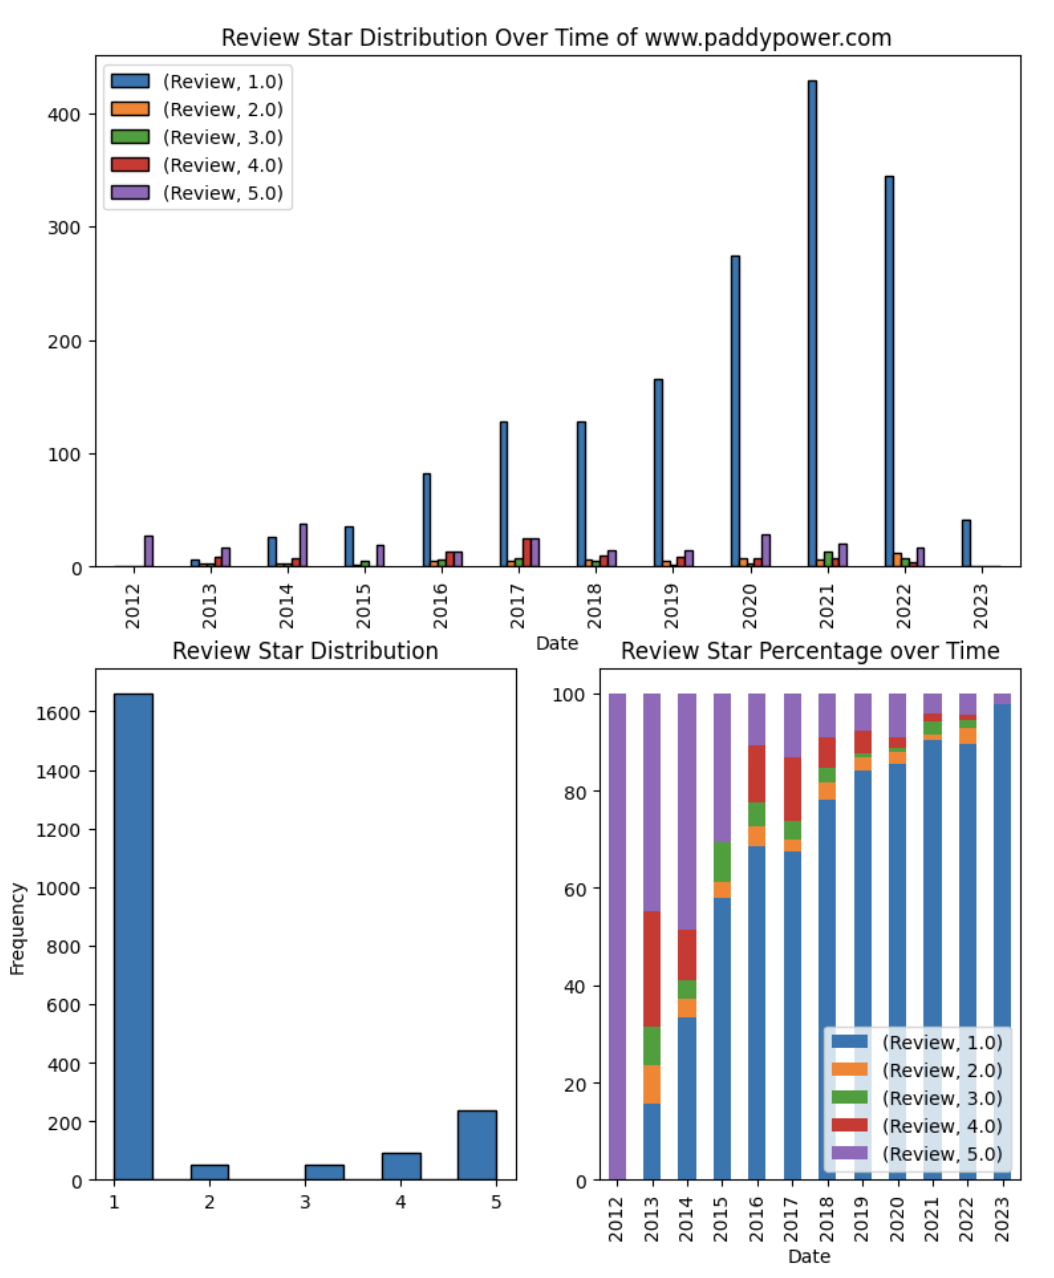 Review Star Distribution Over Time of www.paddypower.com
(Review, 1.0)
(Review, 2.0)
(Review, 3.0)
(Review, 4.0)
(Review, 5.0)
400
300
200
100
0
2012 2013 2014 2015 2016 2017 2018 2019 2020 2021 2022 2023
Date
Review Star Distribution
Frequency
1600
1400
1200
1000
800
600
400
200
0
1 2 3 4 5
Review Star Percentage over Time
100
80
60
40
20
0
(Review, 1.0)
(Review, 2.0)
(Review, 3.0)
(Review, 4.0)
(Review, 5.0)
2012 2013 2014 2015 2016 2017 2018 2019 2020 2021 2022 2023
Date